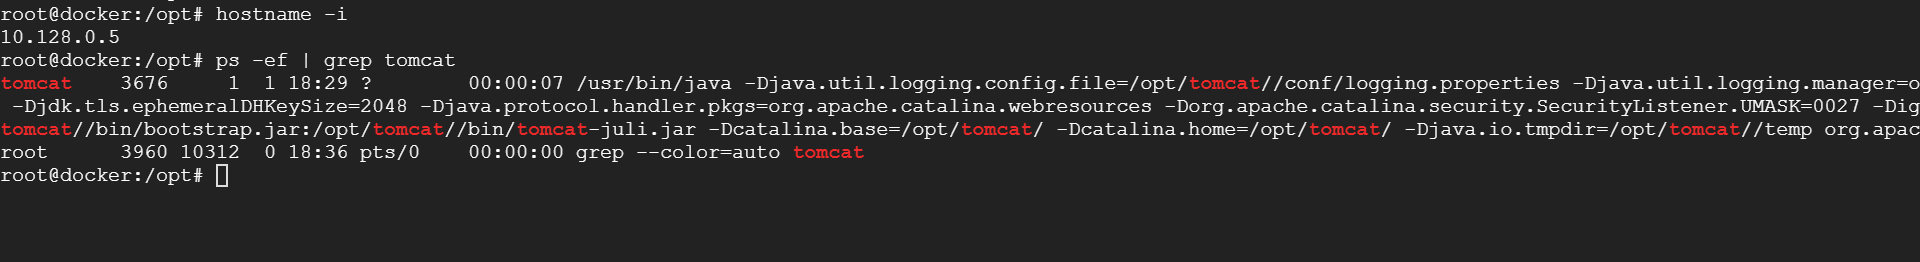 root@docker:/opt# hostname -i
10.128.0.5
root@docker:/opt# ps -ef | grep tomcat
tomcat    3676      1  1 18:29 ?        00:00:07 /usr/bin/java -Djava.util.logging.config.file=/opt/tomcat//conf/logging.properties -Djava.util.logging.manager=o
 -Djdk.tls.ephemeralDHKeySize=2048 -Djava.protocol.handler.pkgs=org.apache.catalina.webresources -Dorg.apache.catalina.security.SecurityListener.UMASK=0027 -Dig
tomcat//bin/bootstrap.jar:/opt/tomcat//bin/tomcat-juli.jar -Dcatalina.base=/opt/tomcat/ -Dcatalina.home=/opt/tomcat/ -Djava.io.tmpdir=/opt/tomcat//temp org.apac
root      3960 10312  0 18:36 pts/0    00:00:00 grep --color=auto tomcat
root@docker:/opt#